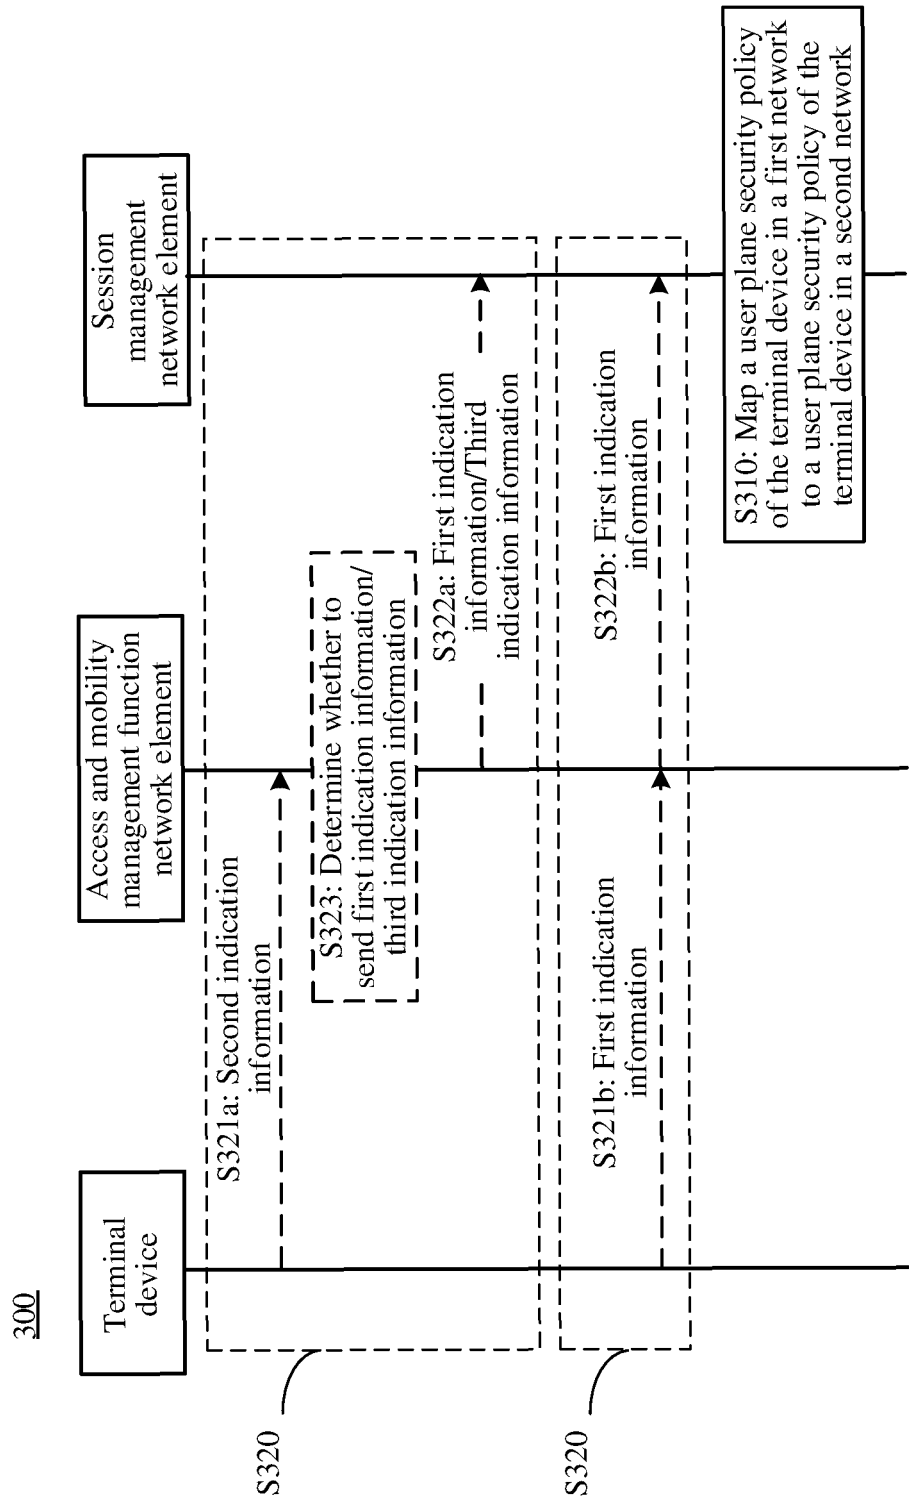 300
Terminal
device
Access and mobility
management function
network element
Session
management
network element
S320
S321a: Second indication
information
S323: Determine whether to
send first indication information/
third indication information
S322a: First indication
information/Third
indication information
S320
S321b: First indication
information
S322b: First indication
information
S310: Map a user plane security policy
of the terminal device in a first network
to a user plane security policy of the
terminal device in a second network